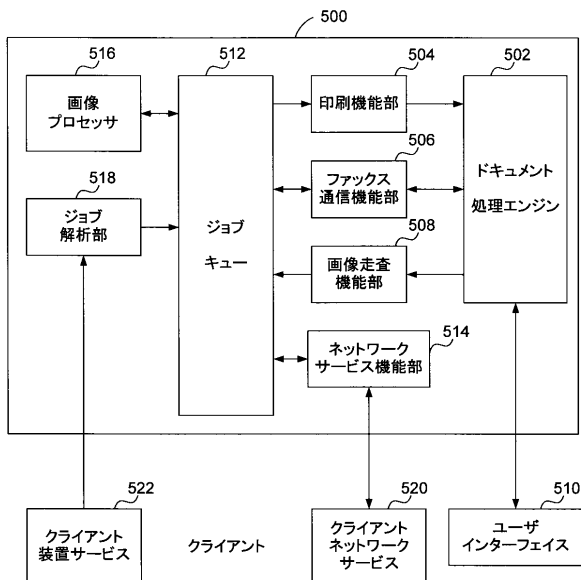 500
516
512
504
502
画像
プロセッサ
印刷機能部
506
518
ファックス
通信機能部
ドキュメント
処理エンジン
ジョブ
解析部
508
ジョブ
キュー
画像走査
機能部
514
ネットワーク
サービス機能部
522
520
510
クライアント
装置サービス
クライアント
クライアント
ネットワーク
サービス
ユーザ
インターフェイス